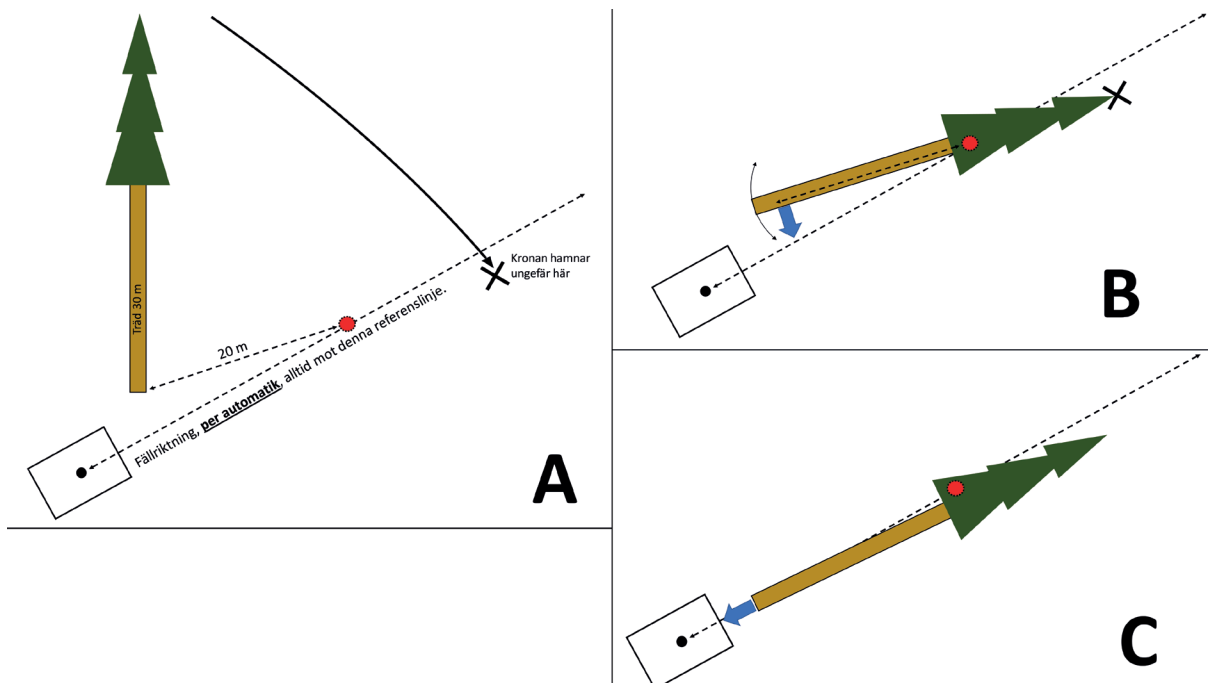 Träd 30 m
20 m
Kronan hamnar
ungefär här
Fällriktning, per automatik, alltid mot denna referenslinje.
A
B
C